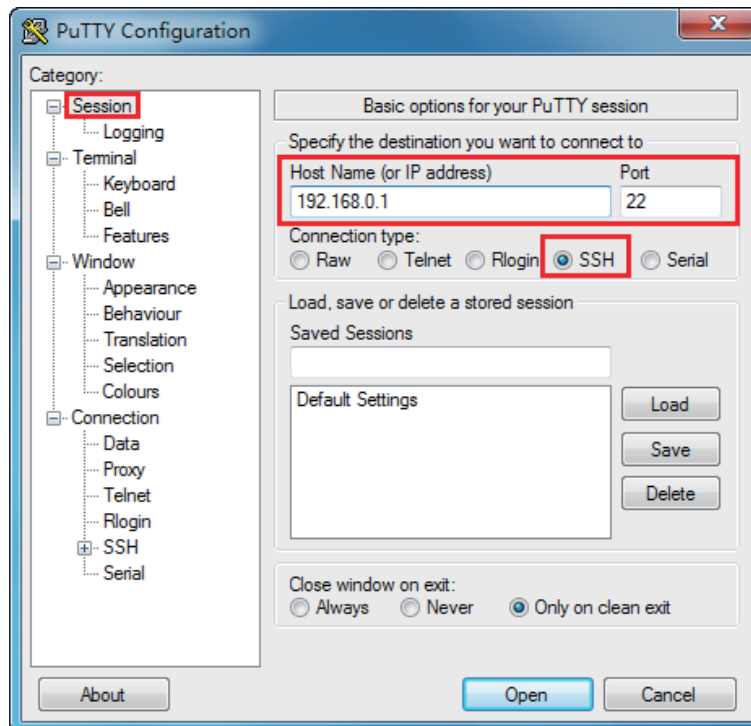 PuTTY Configuration
Category:
Session
Logging
Terminal
Keyboard
Bell
Features
Window
Appearance
Behaviour
Translation
Selection
Colours
Connection
Data
Proxy
Telnet
Rlogin
SSH
Serial
Basic options for your PuTTY session
Specify the destination you want to connect to
Host Name (or IP address) Port
192.168.0.1 22
Connection type:
Raw Telnet Rlogin SSH Serial
Load, save or delete a stored session
Saved Sessions
Default Settings
Load
Save
Delete
Close window on exit:
Always Never Only on clean exit
About Open Cancel